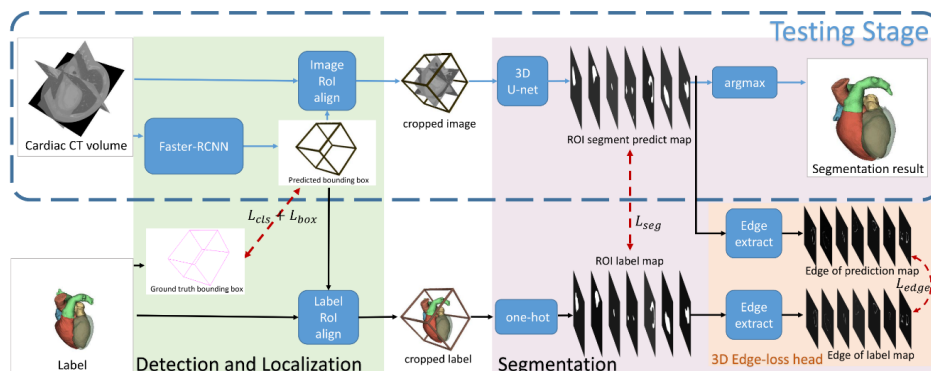 Testing Stage
Image
RoI
align
3D
U-net
argmax
cropped image
ROI segment predict map
Faster-RCNN
Cardiac CT volume
Predicted bounding box
Segmentation result
L_cls + L_box
L_seg
Edge
extract
ROI label map
Edge of prediction map
Ground truth bounding box
L_edge
Label
RoI
align
one-hot
Edge
extract
Label
cropped label
Edge of label map
Detection and Localization
Segmentation
3D Edge-loss head